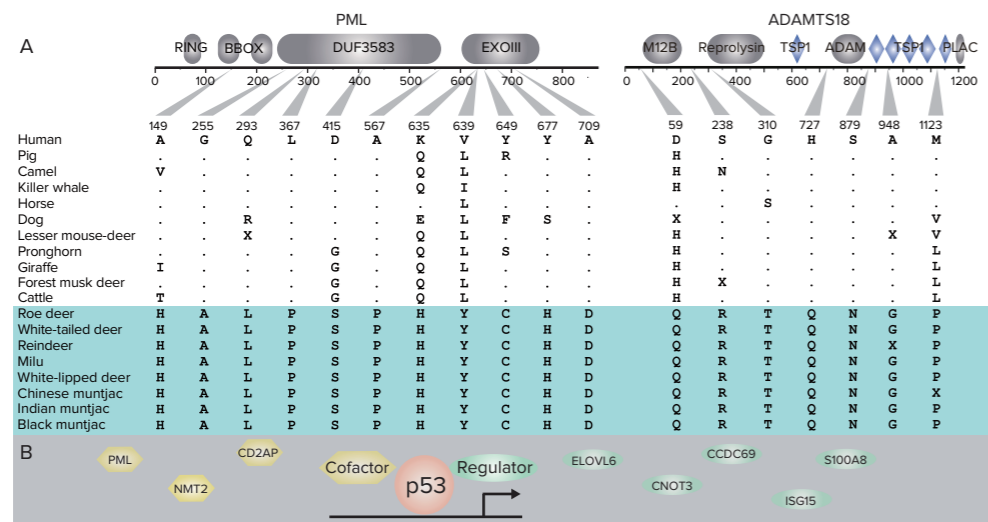 PML ADAMTS18
A RING BBOX DUF3583 EXOIII M12B Reprolysin TSP1 ADAM TSP1 PLAC
0 100 200 300 400 500 600 700 800 0 200 400 600 800 1000 1200
149 255 293 367 415 567 635 639 649 677 709 59 238 310 727 879 948 1123
Human A G Q L D A K V Y Y A D S G H S A M
Pig . . . . . . Q L R . . H . . . . . .
Camel V . . . . . Q L . . . H N . . . . .
Killer whale . . . . . . Q I . . . H . . . . . .
Horse . . . . . . . L . . . . . S . . . .
Dog . . R . . . E L F S . X . . . . . V
Lesser mouse-deer . . X . . . Q L . . . H . . . . X V
Pronghorn . . . . G . Q L S . . H . . . . . L
Giraffe I . . . G . Q L . . . H . . . . . L
Forest musk deer . . . . G . Q L . . . H X . . . . L
Cattle T . . . G . Q L . . . H . . . . . L
Roe deer H A L P S P H Y C H D Q R T Q N G P
White-tailed deer H A L P S P H Y C H D Q R T Q N G P
Reindeer H A L P S P H Y C H D Q R T Q N X P
Milu H A L P S P H Y C H D Q R T Q N G P
White-lipped deer H A L P S P H Y C H D Q R T Q N G P
Chinese muntjac H A L P S P H Y C H D Q R T Q N G X
Indian muntjac H A L P S P H Y C H D Q R T Q N G P
Black muntjac H A L P S P H Y C H D Q R T Q N G P
B PML CD2AP Cofactor Regulator ELOVL6 CCDC69 S100A8
NMT2 p53 CNOT3 ISG15